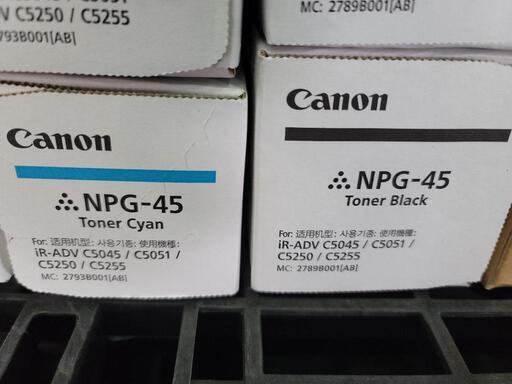 DV C5250 / C5255
2793B001[AB]
MC: 2789B001[AB]
Canon
NPG-45
Toner Cyan
For: 适用机型: 사용기종: 使用機種:
iR-ADV C5045 / C5051 /
C5250 / C5255
MC: 2793B001[AB]
Canon
NPG-45
Toner Black
For: 适用机型: 사용기종: 使用機種:
iR-ADV C5045 / C5051 /
C5250 / C5255
MC: 2789B001[AB]